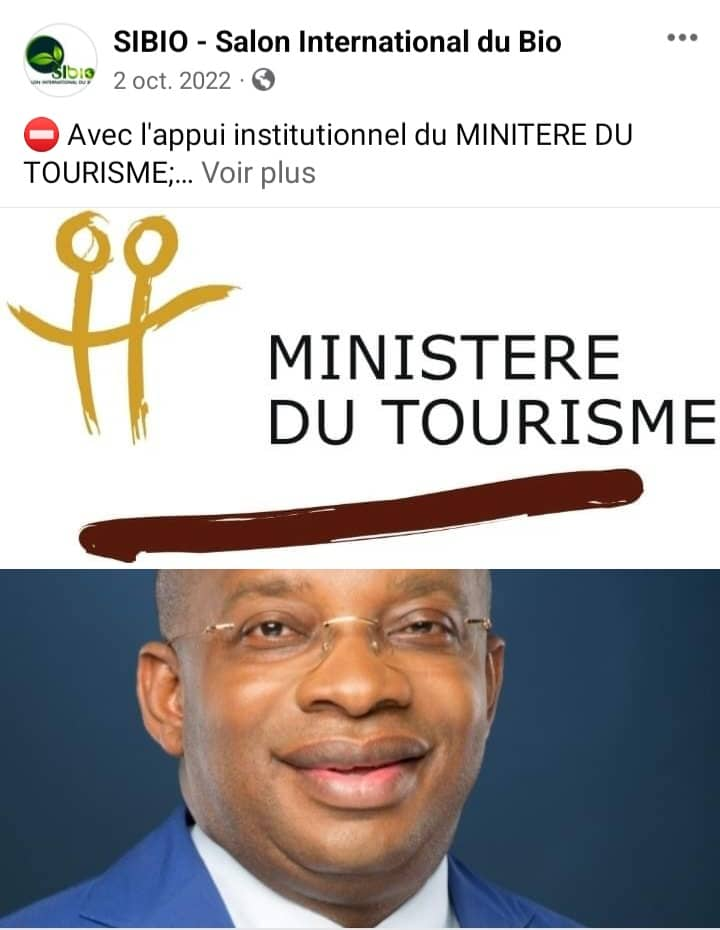 SIBIO - Salon International du Bio
2 oct. 2022 ·
⛔ Avec l'appui institutionnel du MINITERE DU
TOURISME;... Voir plus
SIBIO
MINISTERE
DU TOURISME